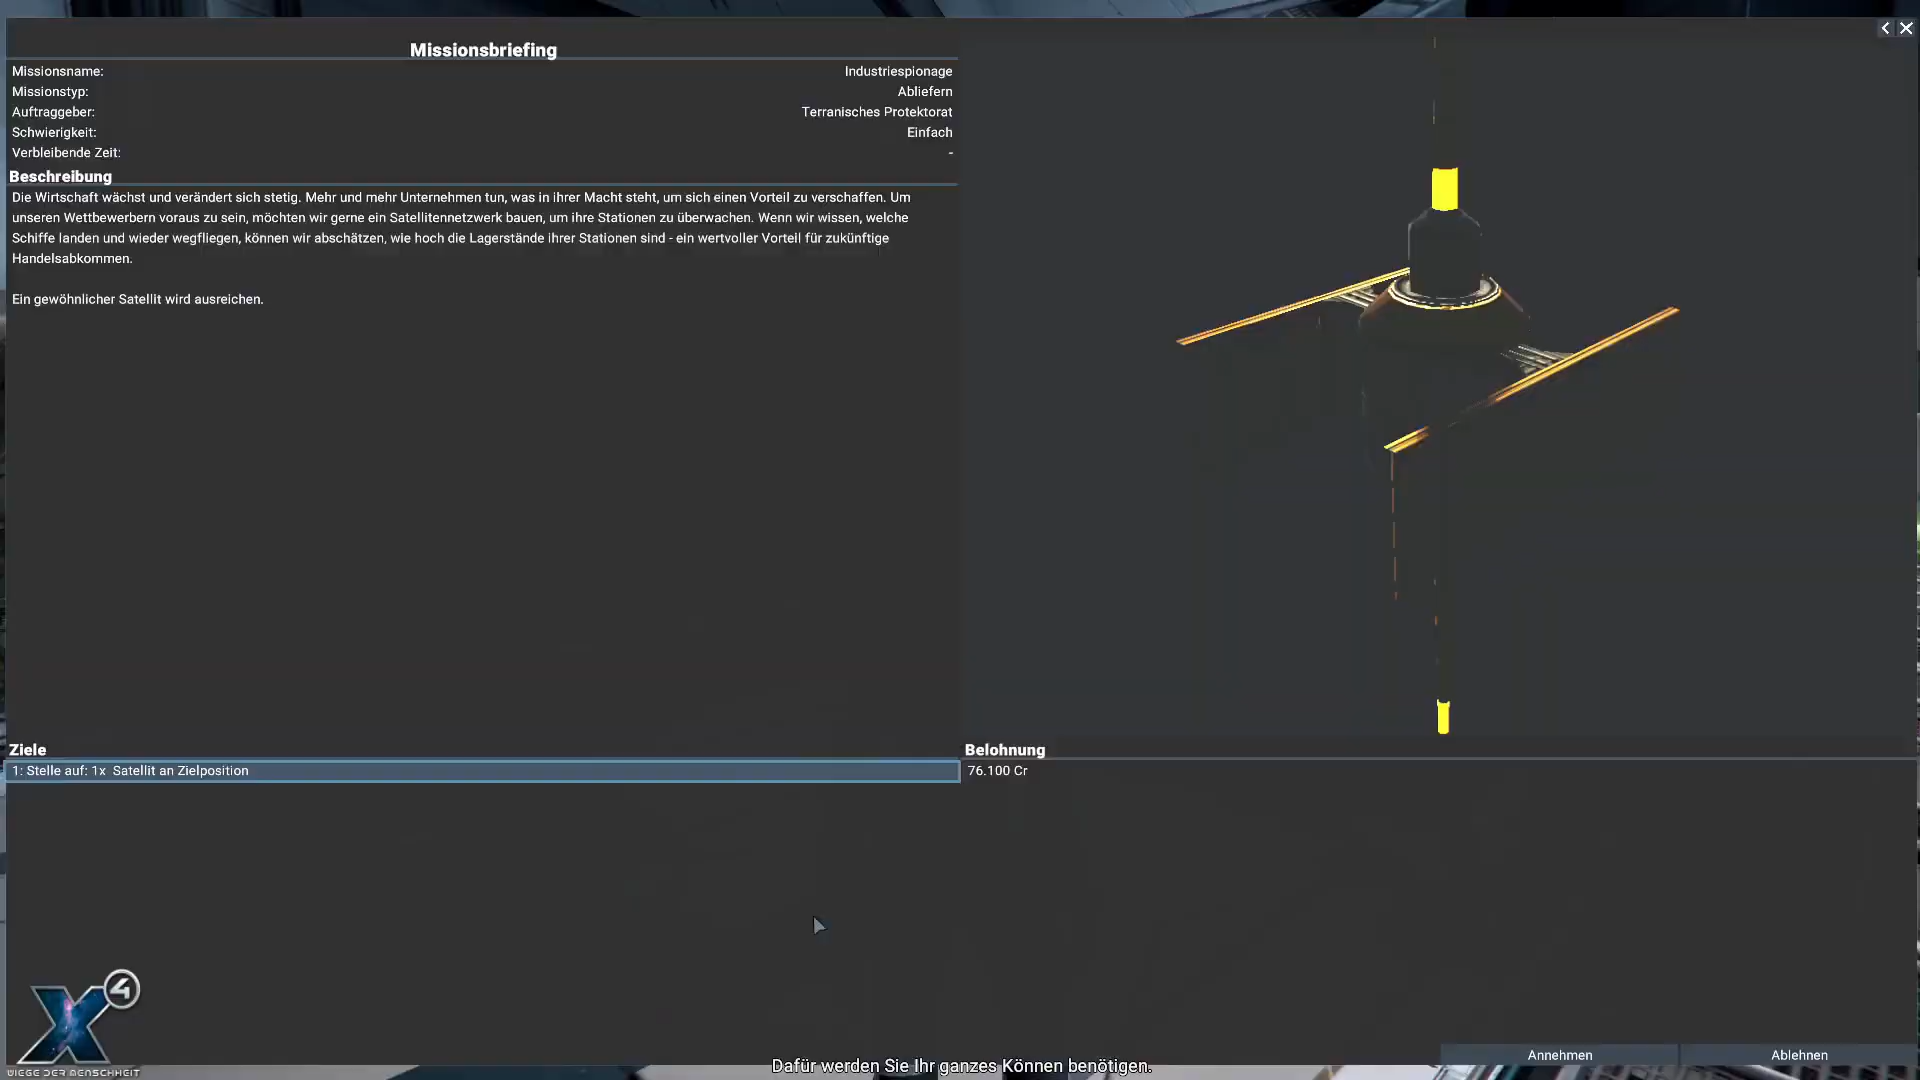 Missionsbriefing
Missionsname: Industriespionage
Missionstyp: Abliefern
Auftraggeber: Terranisches Protektorat
Schwierigkeit: Einfach
Verbleibende Zeit: -
Beschreibung
Die Wirtschaft wächst und verändert sich stetig. Mehr und mehr Unternehmen tun, was in ihrer Macht steht, um sich einen Vorteil zu verschaffen. Um
unseren Wettbewerbern voraus zu sein, möchten wir gerne ein Satellitennetzwerk bauen, um ihre Stationen zu überwachen. Wenn wir wissen, welche
Schiffe landen und wieder wegfliegen, können wir abschätzen, wie hoch die Lagerstände ihrer Stationen sind - ein wertvoller Vorteil für zukünftige
Handelsabkommen.
Ein gewöhnlicher Satellit wird ausreichen.
Ziele
1: Stelle auf: 1x Satellit an Zielposition
Belohnung
76.100 Cr
X4
WIEGE DER MENSCHHEIT
Dafür werden Sie Ihr ganzes Können benötigen.
Annehmen
Ablehnen